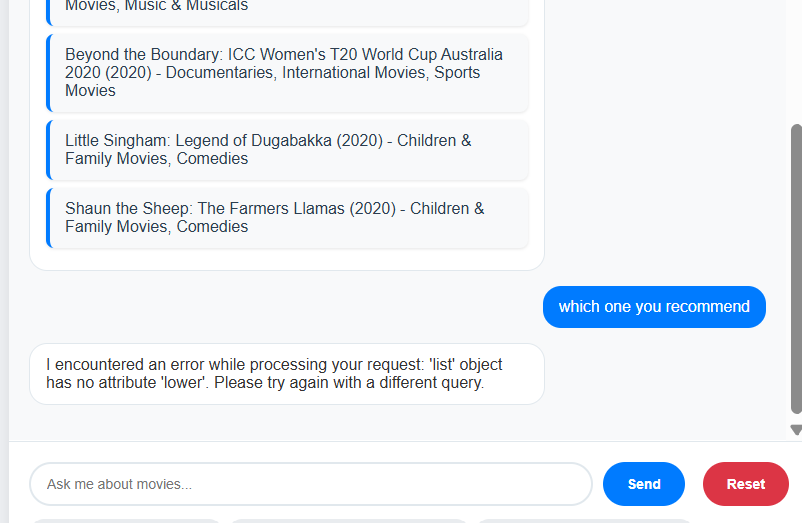 Movies, Music & Musicals
Beyond the Boundary: ICC Women's T20 World Cup Australia
2020 (2020) - Documentaries, International Movies, Sports
Movies
Little Singham: Legend of Dugabakka (2020) - Children &
Family Movies, Comedies
Shaun the Sheep: The Farmers Llamas (2020) - Children &
Family Movies, Comedies
which one you recommend
I encountered an error while processing your request: 'list' object
has no attribute 'lower'. Please try again with a different query.
Ask me about movies...
Send
Reset